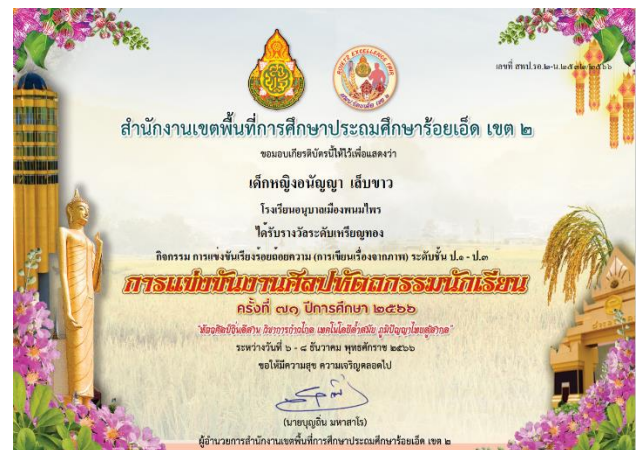 เลขที่ สพป.รอ.๒-น.
สำนักงานเขตพื้นที่การศึกษาประถมศึกษาร้อยเอ็ด เขต ๒
ขอมอบเกียรติบัตรนี้ให้ไว้เพื่อแสดงว่า
เด็กหญิงอนัญญา เล็บขาว
โรงเรียนอนุบาลเมืองพนมไพร
ได้รับรางวัลระดับเหรียญทอง
กิจกรรม การแข่งขันเรียงร้อยถ้อยความ (การเขียนเรื่องจากภาพ) ระดับชั้น ป.๑ - ป.๓
การแข่งขันงานศิลปหัตถกรรมนักเรียน
ครั้งที่ ๗๑ ปีการศึกษา ๒๕๖๖
ระหว่างวันที่ ๖ - ๘ ธันวาคม พุทธศักราช ๒๕๖๖
ขอให้มีความสุข ความเจริญตลอดไป
(นายบุญถิ่น มหาสาโร)
ผู้อำนวยการสำนักงานเขตพื้นที่การศึกษาประถมศึกษาร้อยเอ็ด เขต ๒